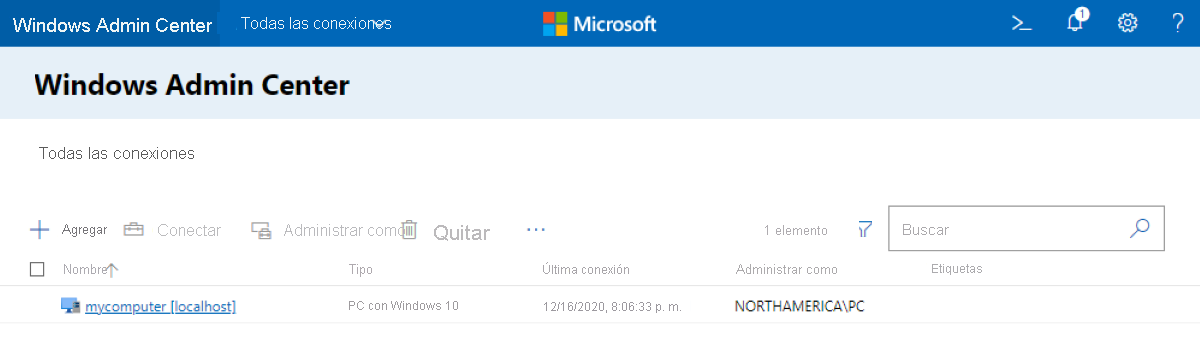 Windows Admin Center Todas las conexiones Microsoft 1 ?
Windows Admin Center
Todas las conexiones
Agregar Conectar Administrar como Quitar ... 1 elemento Buscar
Nombre Tipo Última conexión Administrar como Etiquetas
mycomputer [localhost] PC con Windows 10 12/16/2020, 8:06:33 p. m. NORTHAMERICA\PC